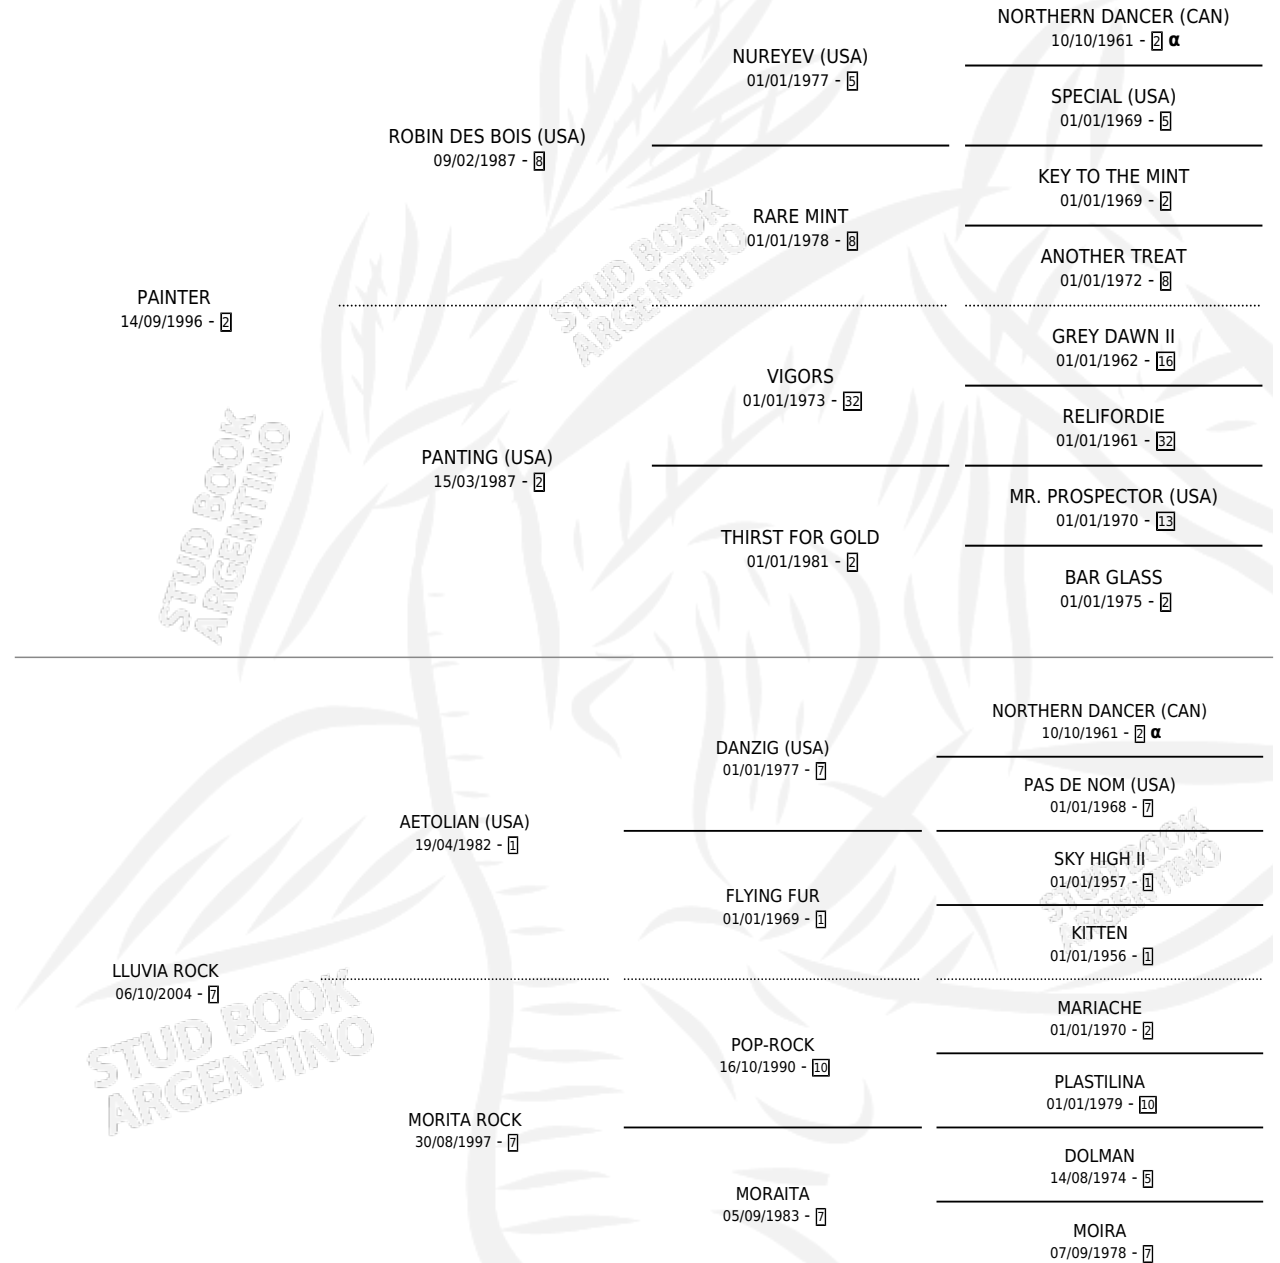 NORTHERN DANCER (CAN)
10/10/1961 - 2 α
NUREYEV (USA)
01/01/1977 - 5
SPECIAL (USA)
01/01/1969 - 5
ROBIN DES BOIS (USA)
09/02/1987 - 8
KEY TO THE MINT
01/01/1969 - 2
RARE MINT
01/01/1978 - 8
ANOTHER TREAT
01/01/1972 - 8
PAINTER
14/09/1996 - 2
GREY DAWN II
01/01/1962 - 16
VIGORS
01/01/1973 - 32
RELIFORDIE
01/01/1961 - 32
PANTING (USA)
15/03/1987 - 2
MR. PROSPECTOR (USA)
01/01/1970 - 13
THIRST FOR GOLD
01/01/1981 - 2
BAR GLASS
01/01/1975 - 2
NORTHERN DANCER (CAN)
10/10/1961 - 2 α
DANZIG (USA)
01/01/1977 - 7
PAS DE NOM (USA)
01/01/1968 - 7
AETOLIAN (USA)
19/04/1982 - 1
SKY HIGH II
01/01/1957 - 1
FLYING FUR
01/01/1969 - 1
KITTEN
01/01/1956 - 1
LLUVIA ROCK
06/10/2004 - 7
MARIACHE
01/01/1970 - 2
POP-ROCK
16/10/1990 - 10
PLASTILINA
01/01/1979 - 10
MORITA ROCK
30/08/1997 - 7
DOLMAN
14/08/1974 - 5
MORAITA
05/09/1983 - 7
MOIRA
07/09/1978 - 7
STUD BOOK
ARGENTINO
STUD BOOK
ARGENTINO
STUD BOOK
ARGENTINO
STUD BOOK
ARGENTINO